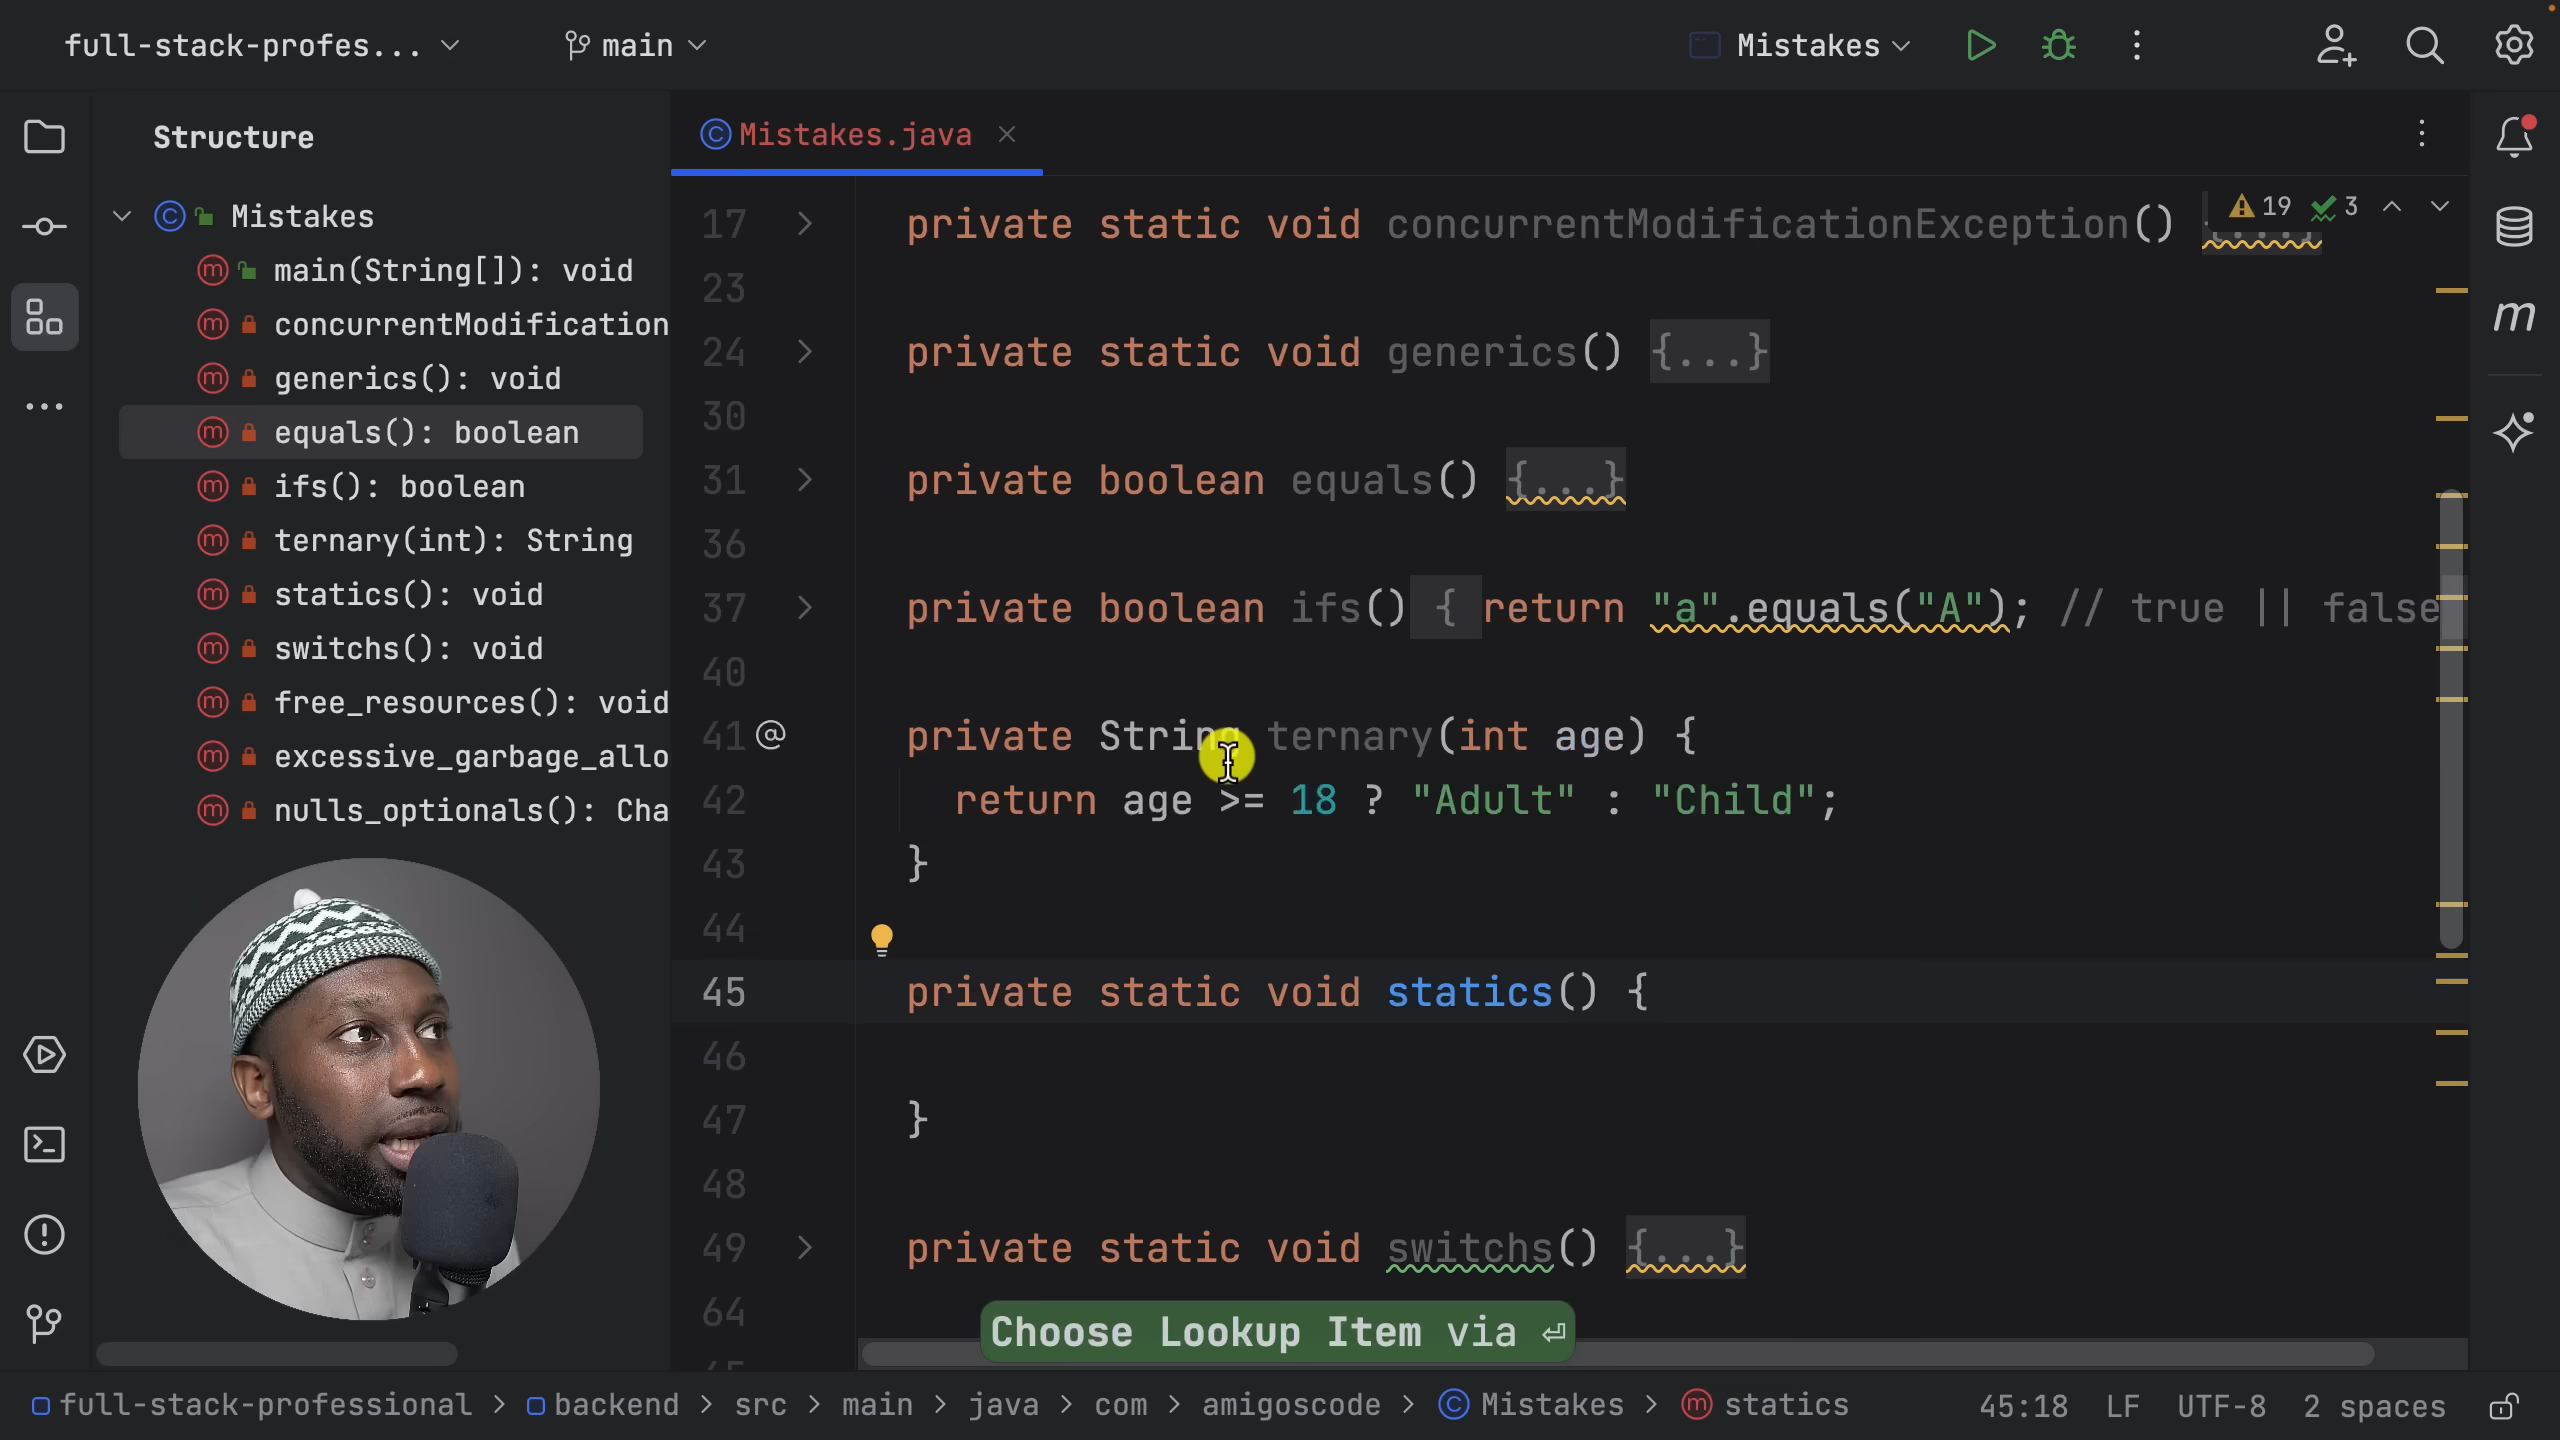 full-stack-profes...
main
Mistakes
Structure
Mistakes
main(String[]): void
concurrentModification
generics(): void
equals(): boolean
ifs(): boolean
ternary(int): String
statics(): void
switchs(): void
free_resources(): void
excessive_garbage_allo
nulls_optionals(): Cha
Mistakes.java
19 3
17 private static void concurrentModificationException() {...}
23
24 private static void generics() {...}
30
31 private boolean equals() {...}
36
37 private boolean ifs() { return "a".equals("A"); // true || false
40
41 @ private String ternary(int age) {
42 return age >= 18 ? "Adult" : "Child";
43 }
44
45 private static void statics() {
46
47 }
48
49 private static void switchs() {...}
64
Choose Lookup Item via ⏎
full-stack-professional > backend > src > main > java > com > amigoscode > Mistakes > statics
45:18 LF UTF-8 2 spaces